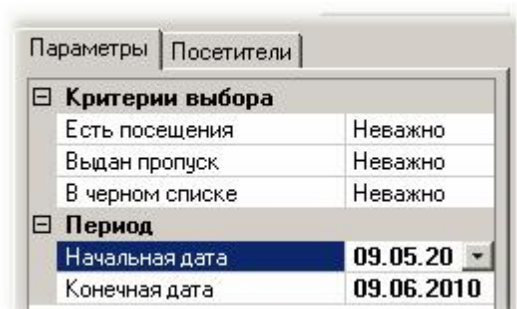 Параметры Посетители
Критерии выбора
Есть посещения Неважно
Выдан пропуск Неважно
В черном списке Неважно
Период
Начальная дата 09.05.20
Конечная дата 09.06.2010